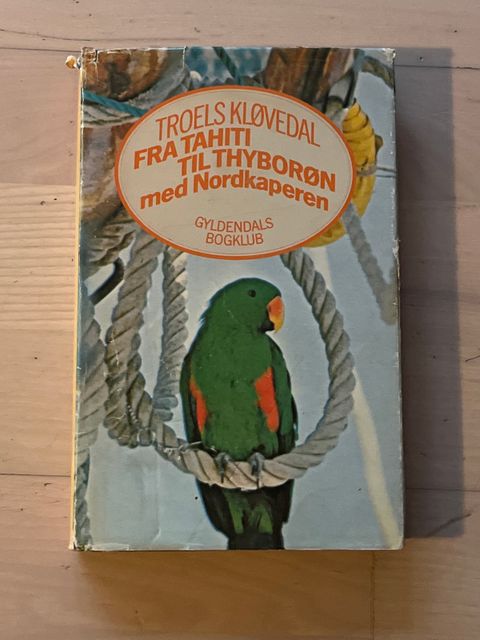 TROELS KLØVEDAL
FRA TAHITI
TIL THYBORØN
med Nordkaperen
GYLDENDALS
BOGKLUB